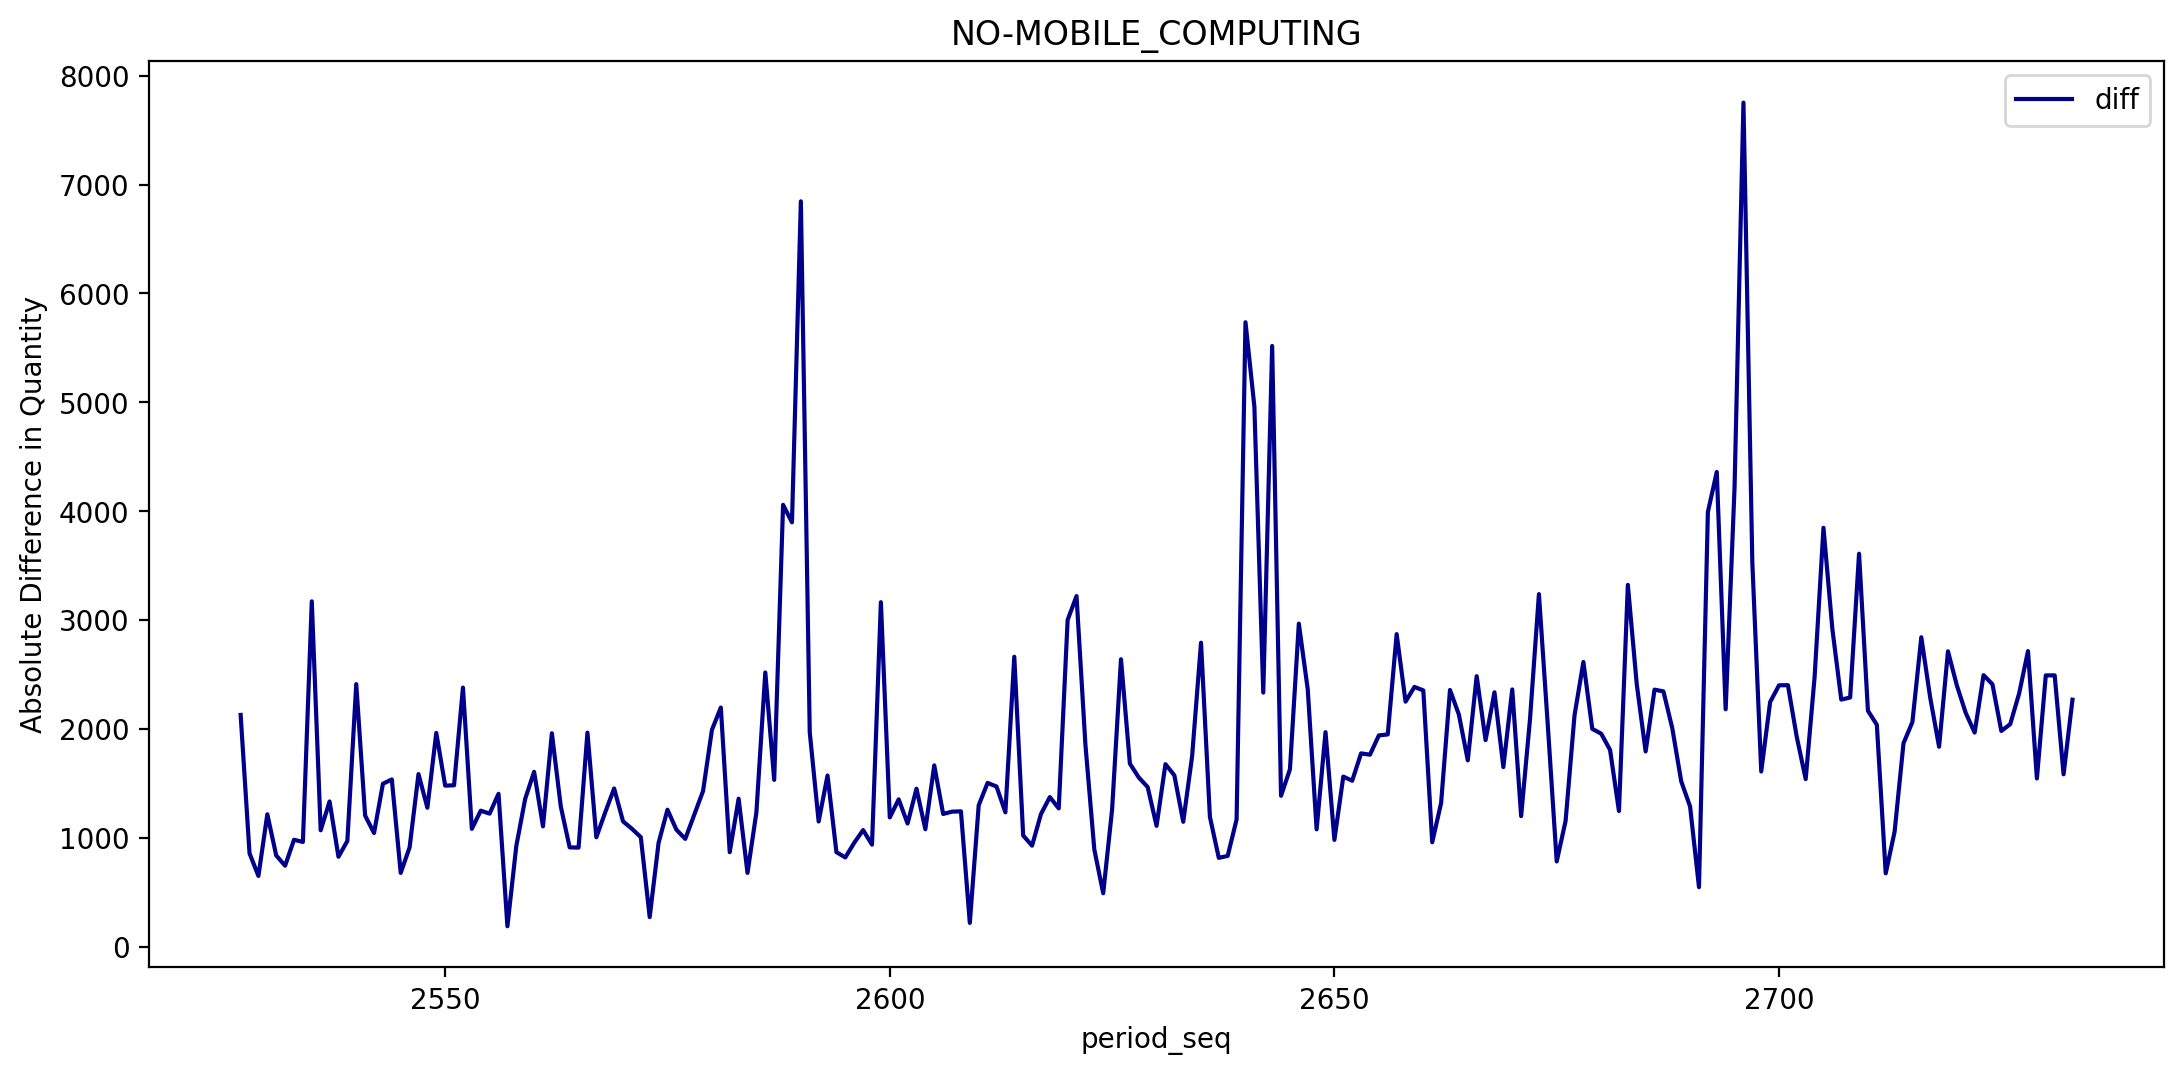 NO-MOBILE_COMPUTING
diff
Absolute Difference in Quantity
8000
7000
6000
5000
4000
3000
2000
1000
0
2550 2600 2650 2700
period_seq